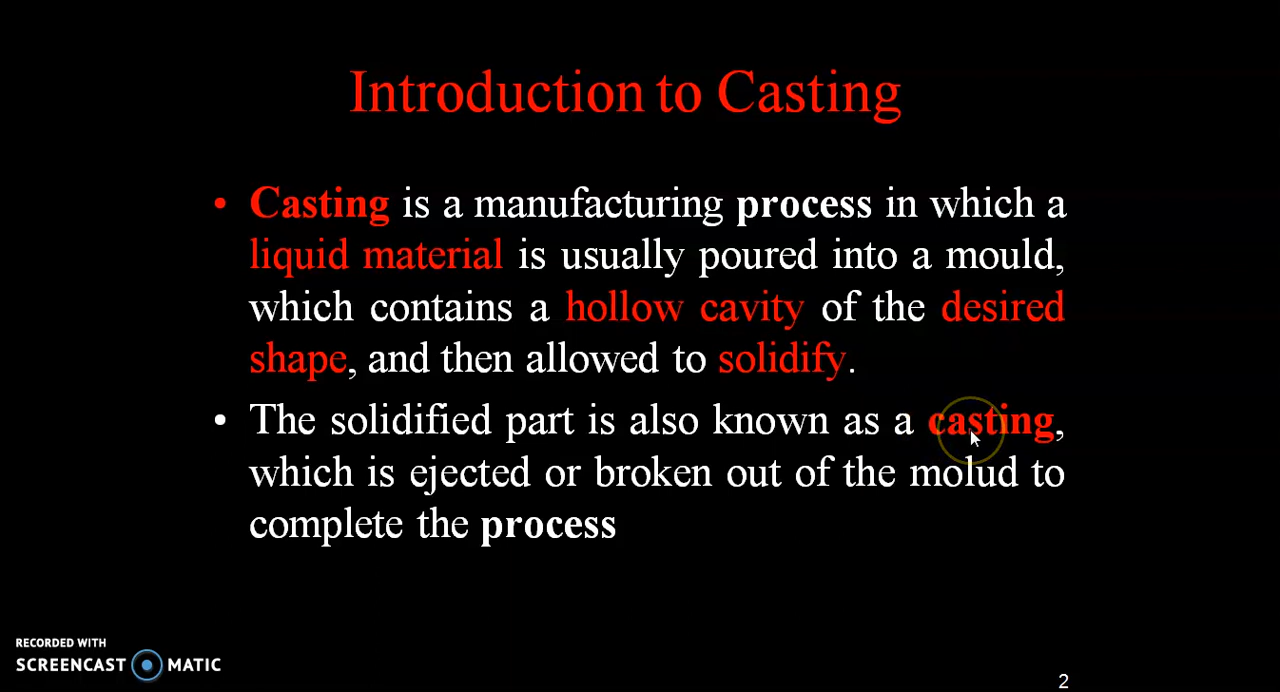 Introduction to Casting
• Casting is a manufacturing process in which a
liquid material is usually poured into a mould,
which contains a hollow cavity of the desired
shape, and then allowed to solidify.
• The solidified part is also known as a casting,
which is ejected or broken out of the molud to
complete the process
RECORDED WITH
SCREENCAST MATIC
2